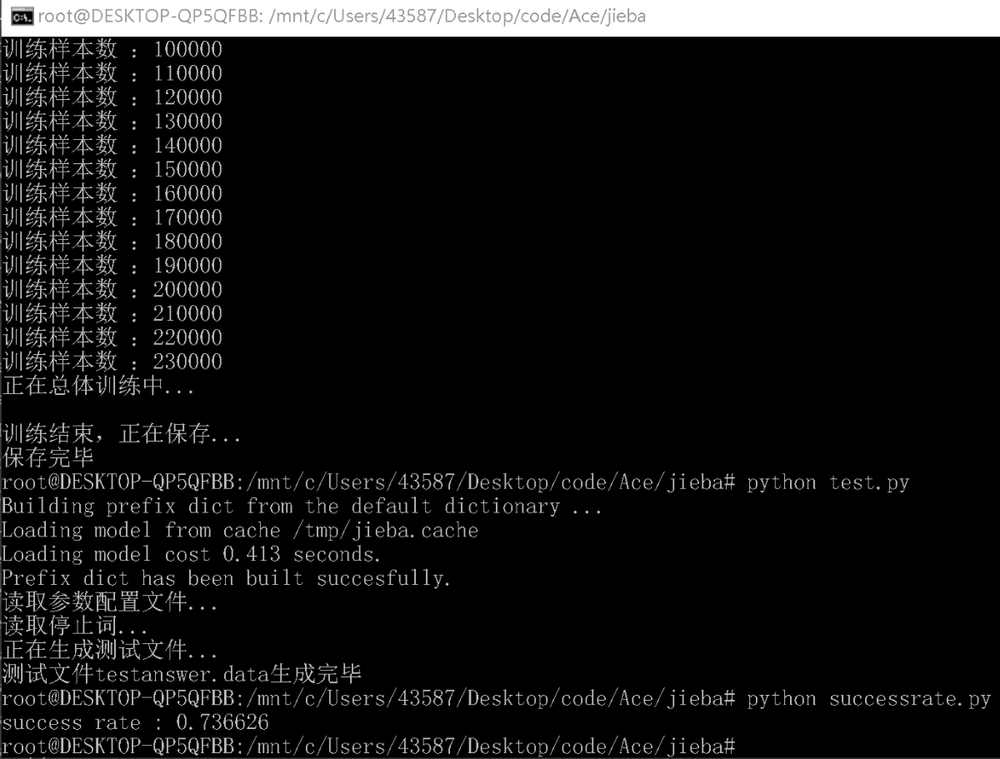 root@DESKTOP-QP5QFBB: /mnt/c/Users/43587/Desktop/code/Ace/jieba
训练样本数 : 100000
训练样本数 : 110000
训练样本数 : 120000
训练样本数 : 130000
训练样本数 : 140000
训练样本数 : 150000
训练样本数 : 160000
训练样本数 : 170000
训练样本数 : 180000
训练样本数 : 190000
训练样本数 : 200000
训练样本数 : 210000
训练样本数 : 220000
训练样本数 : 230000
正在总体训练中...
训练结束，正在保存...
保存完毕
root@DESKTOP-QP5QFBB:/mnt/c/Users/43587/Desktop/code/Ace/jieba# python test.py
Building prefix dict from the default dictionary ...
Loading model from cache /tmp/jieba.cache
Loading model cost 0.413 seconds.
Prefix dict has been built succesfully.
读取参数配置文件...
读取停止词...
正在生成测试文件...
测试文件testanswer.data生成完毕
root@DESKTOP-QP5QFBB:/mnt/c/Users/43587/Desktop/code/Ace/jieba# python successrate.py
success rate : 0.736626
root@DESKTOP-QP5QFBB:/mnt/c/Users/43587/Desktop/code/Ace/jieba#